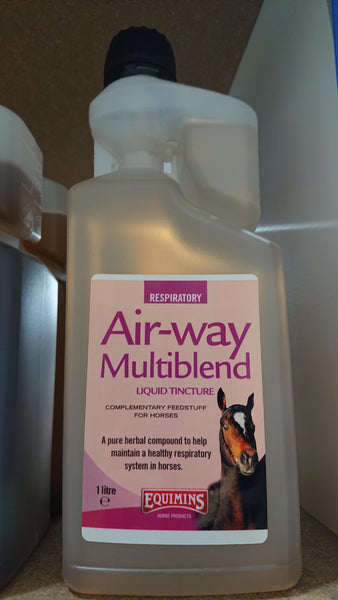 RESPIRATORY
Air-way
Multiblend
LIQUID TINCTURE
COMPLEMENTARY FEEDSTUFF
FOR HORSES
A pure herbal compound to help
maintain a healthy respiratory
system in horses.
1 litre
℮
EQUIMINS
HORSE PRODUCTS